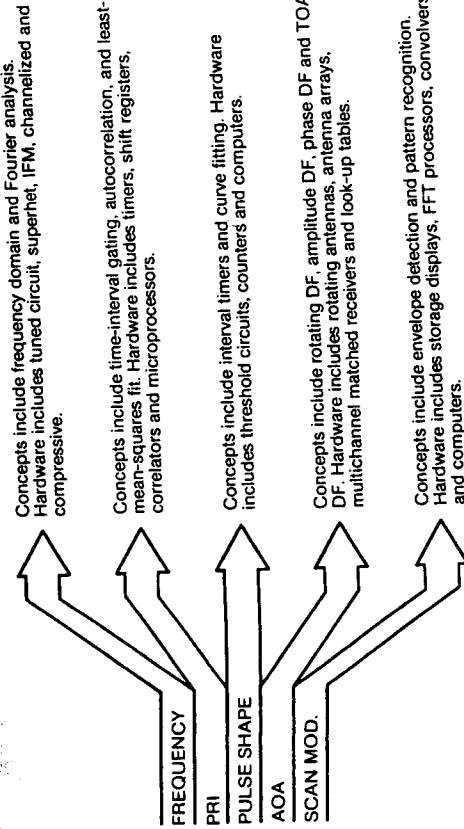 Concepts include frequency domain and Fourier analysis.
Hardware includes tuned circuit, superhet, IFM, channelized and
compressive.
Concepts include time-interval gating, autocorrelation, and least-
mean-squares fit. Hardware includes timers, shift registers,
correlators and microprocessors.
Concepts include interval timers and curve fitting. Hardware
includes threshold circuits, counters and computers.
Concepts include rotating DF, amplitude DF, phase DF and TOA
DF. Hardware includes rotating antennas, antenna arrays,
multichannel matched receivers and look-up tables.
Concepts include envelope detection and pattern recognition.
Hardware includes storage displays, FFT processors, convolvers
and computers.
FREQUENCY
PRI
PULSE SHAPE
AOA
SCAN MOD.